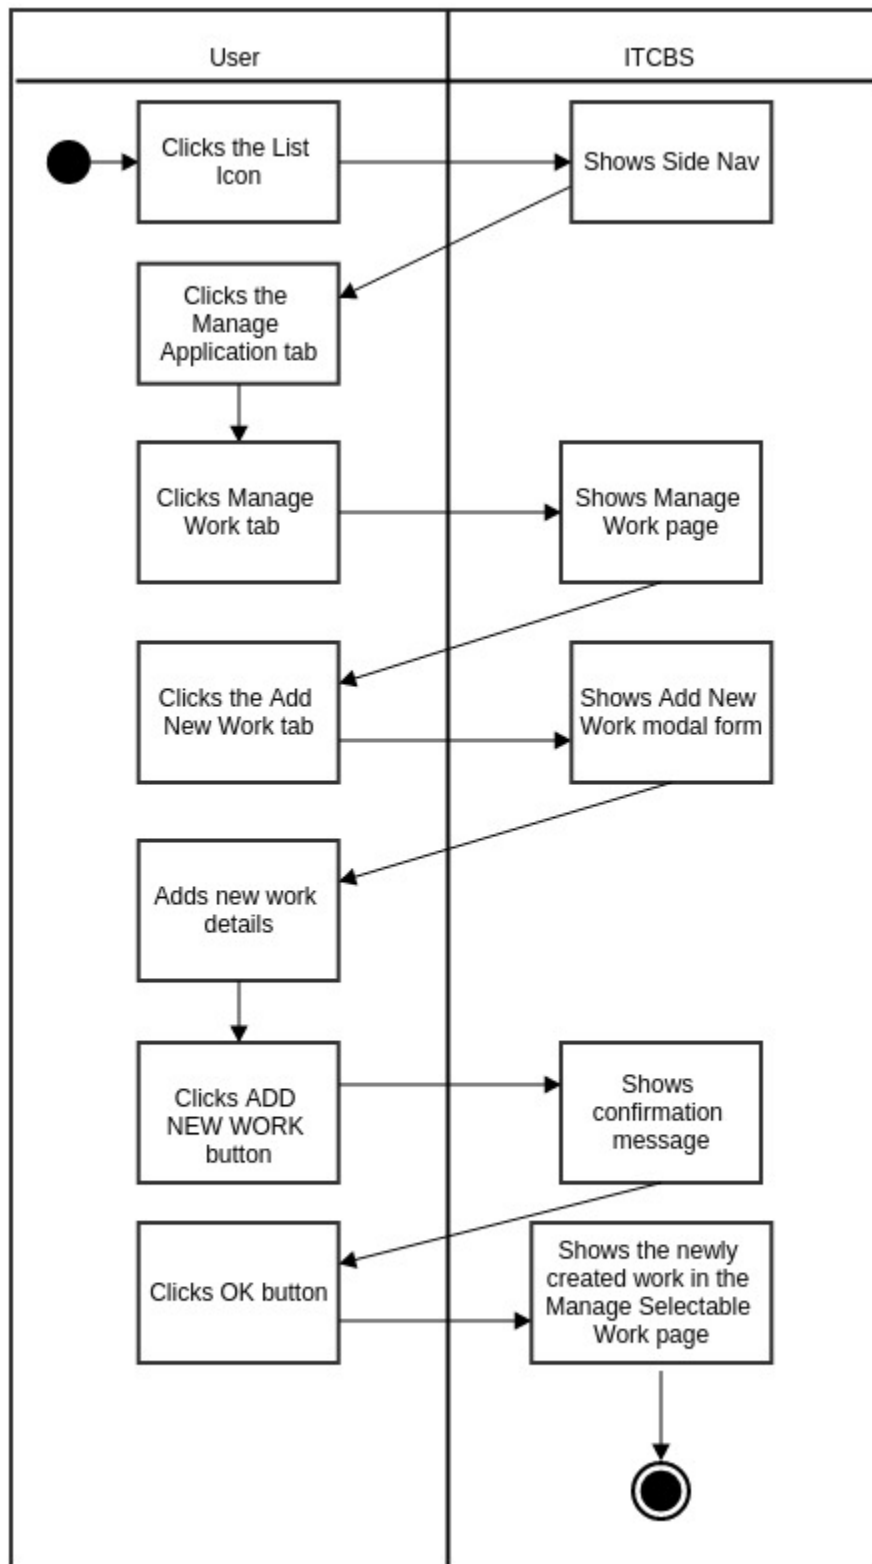 User
ITCBS
Clicks the List
Icon
Shows Side Nav
Clicks the
Manage
Application tab
Clicks Manage
Work tab
Shows Manage
Work page
Clicks the Add
New Work tab
Shows Add New
Work modal form
Adds new work
details
Clicks ADD
NEW WORK
button
Shows
confirmation
message
Clicks OK button
Shows the newly
created work in the
Manage Selectable
Work page